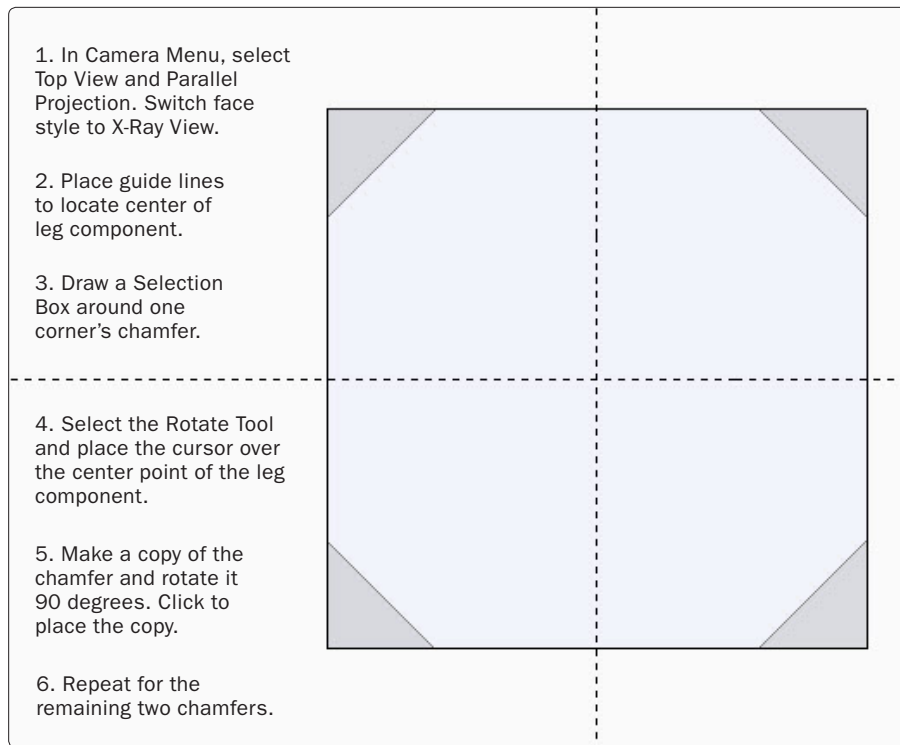 1. In Camera Menu, select
Top View and Parallel
Projection. Switch face
style to X-Ray View.
2. Place guide lines
to locate center of
leg component.
3. Draw a Selection
Box around one
corner’s chamfer.
4. Select the Rotate Tool
and place the cursor over
the center point of the leg
component.
5. Make a copy of the
chamfer and rotate it
90 degrees. Click to
place the copy.
6. Repeat for the
remaining two chamfers.